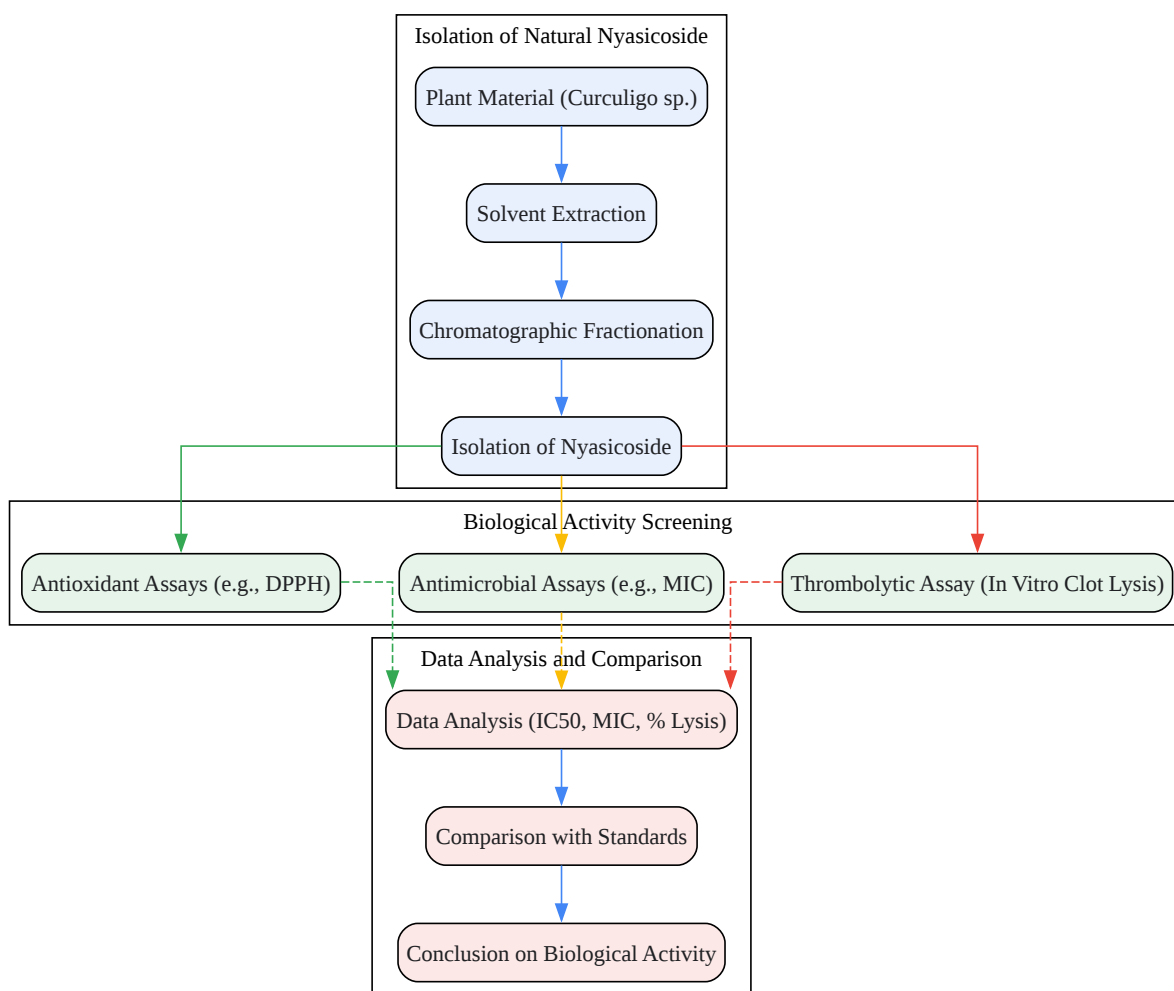 Isolation of Natural Nyasicoside
Plant Material (Curculigo sp.)
Solvent Extraction
Chromatographic Fractionation
Isolation of Nyasicoside
Biological Activity Screening
Antioxidant Assays (e.g., DPPH)
Antimicrobial Assays (e.g., MIC)
Thrombolytic Assay (In Vitro Clot Lysis)
Data Analysis and Comparison
Data Analysis (IC50, MIC, % Lysis)
Comparison with Standards
Conclusion on Biological Activity